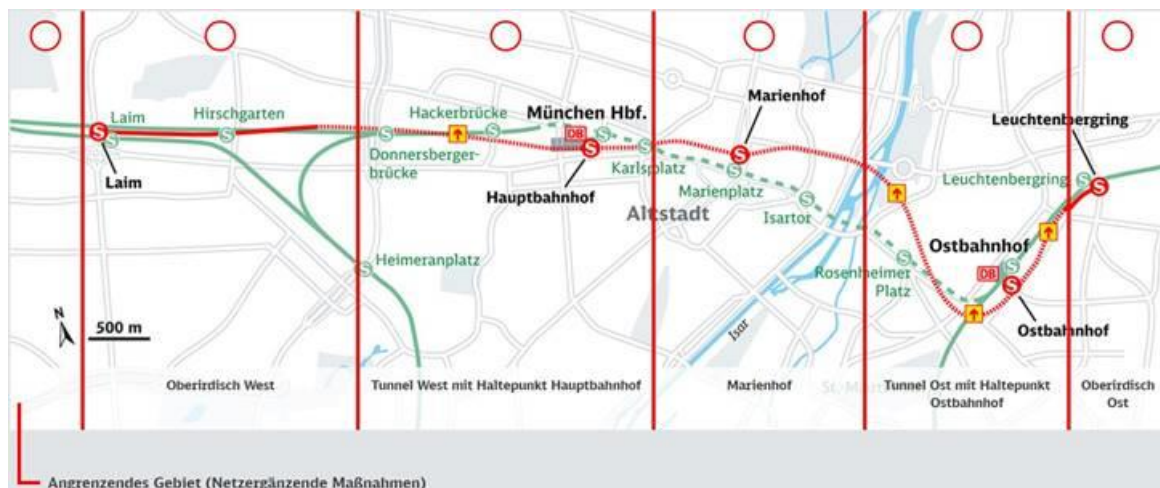 Laim
Hirschgarten
Hackerbrücke
München Hbf.
Marienhof
Leuchtenbergring
DB
S
Laim
Donnersberger-
brücke
Hauptbahnhof
Karlsplatz
Marienplatz
Leuchtenbergring
Altstadt
Isartor
Heimeranplatz
Ostbahnhof
DB
Rosenheimer
Platz
Ostbahnhof
Isar
N
500 m
Oberirdisch West
Tunnel West mit Haltepunkt Hauptbahnhof
Marienhof
Tunnel Ost mit Haltepunkt
Ostbahnhof
Oberirdisch
Ost
Angrenzendes Gebiet (Netzergänzende Maßnahmen)